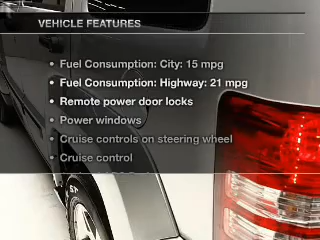 VEHICLE FEATURES
• Fuel Consumption: City: 15 mpg
• Fuel Consumption: Highway: 21 mpg
• Remote power door locks
• Power windows
• Cruise controls on steering wheel
• Cruise control